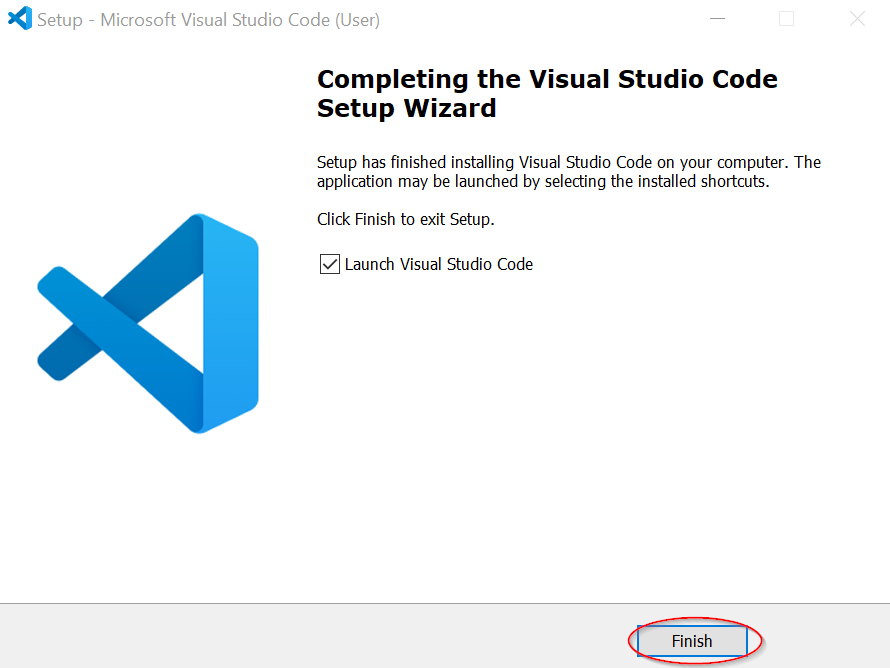 Setup - Microsoft Visual Studio Code (User)
Completing the Visual Studio Code
Setup Wizard
Setup has finished installing Visual Studio Code on your computer. The
application may be launched by selecting the installed shortcuts.
Click Finish to exit Setup.
Launch Visual Studio Code
Finish